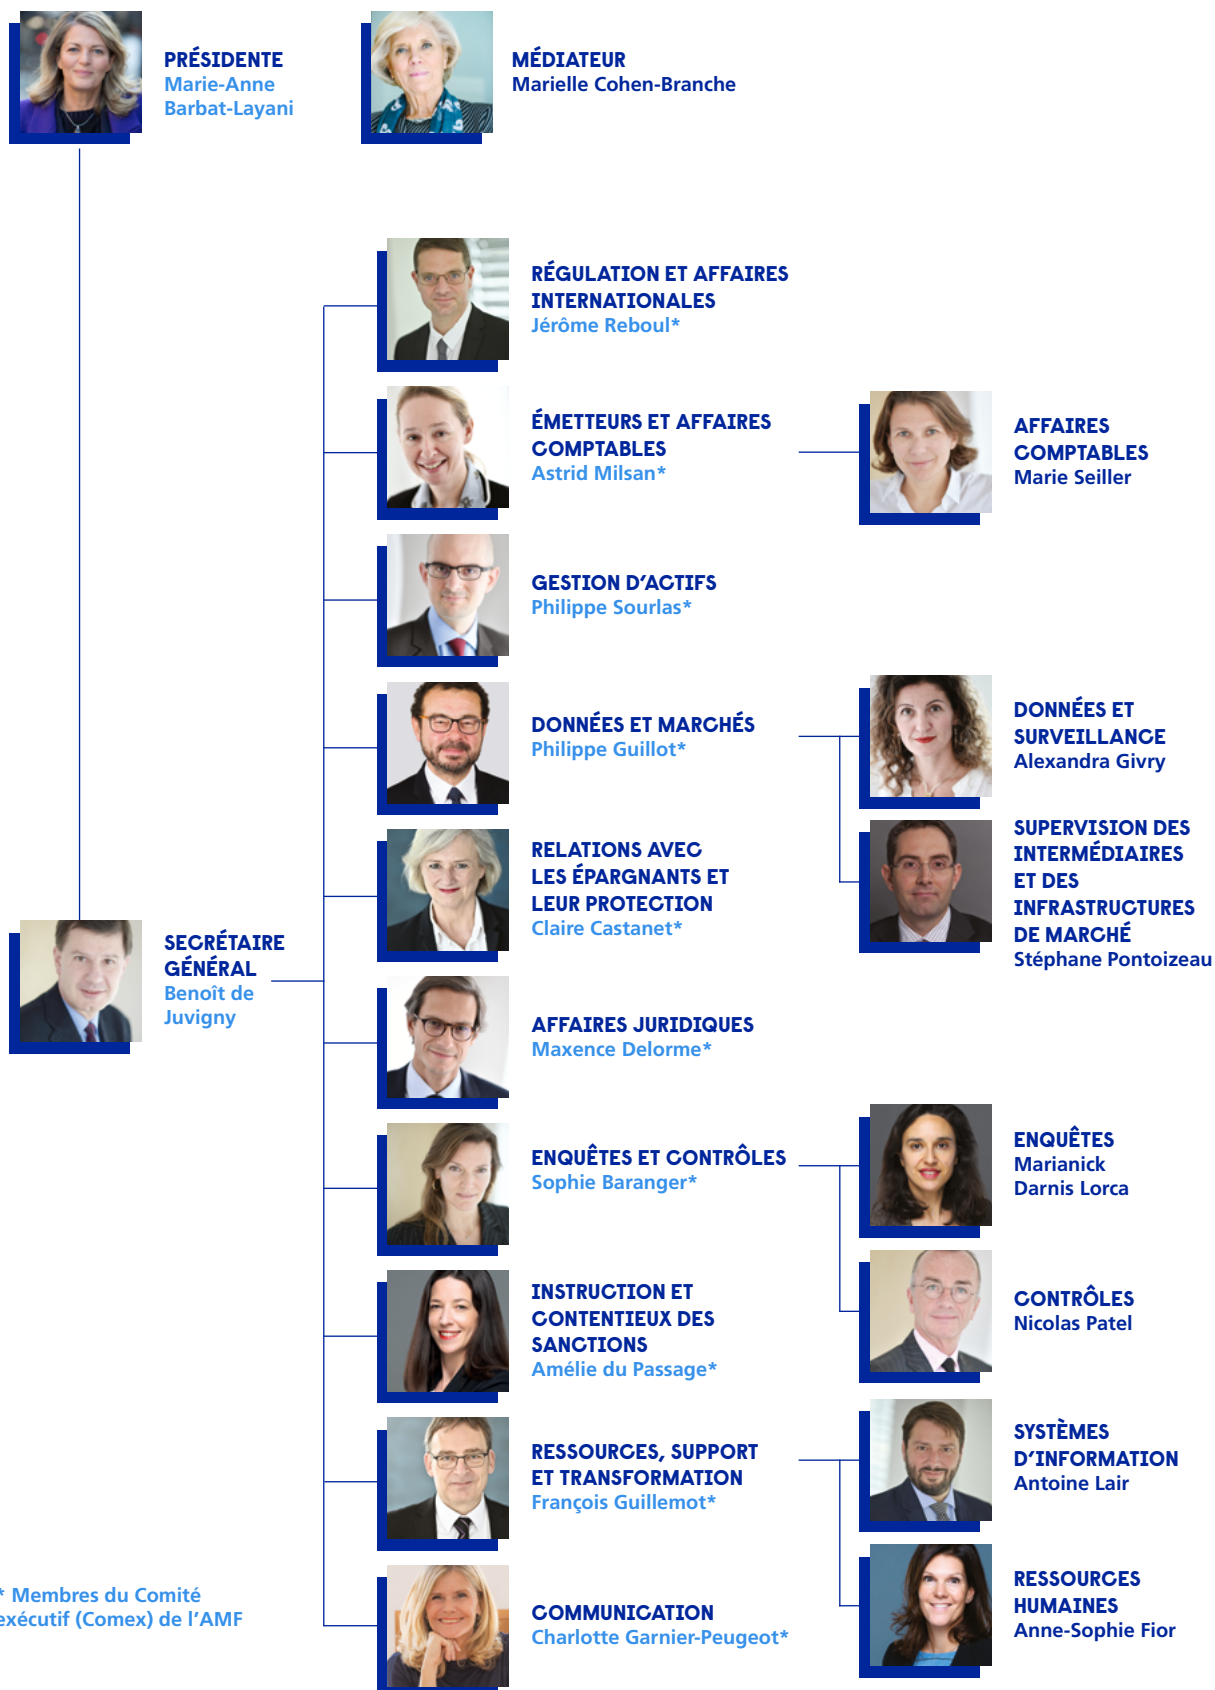 PRÉSIDENTE
Marie-Anne
Barbat-Layani
MÉDIATEUR
Marielle Cohen-Branche
RÉGULATION ET AFFAIRES
INTERNATIONALES
Jérôme Reboul*
ÉMETTEURS ET AFFAIRES
COMPTABLES
Astrid Milsan*
AFFAIRES
COMPTABLES
Marie Seiller
GESTION D'ACTIFS
Philippe Sourlas*
DONNÉES ET MARCHÉS
Philippe Guillot*
DONNÉES ET
SURVEILLANCE
Alexandra Givry
SUPERVISION DES
INTERMÉDIAIRES
ET DES
INFRASTRUCTURES
DE MARCHÉ
Stéphane Pontoizeau
RELATIONS AVEC
LES ÉPARGNANTS ET
LEUR PROTECTION
Claire Castanet*
SECRÉTAIRE
GÉNÉRAL
Benoît de
Juvigny
AFFAIRES JURIDIQUES
Maxence Delorme*
ENQUÊTES ET CONTRÔLES
Sophie Baranger*
ENQUÊTES
Marianick
Darnis Lorca
CONTRÔLES
Nicolas Patel
INSTRUCTION ET
CONTENTIEUX DES
SANCTIONS
Amélie du Passage*
RESSOURCES, SUPPORT
ET TRANSFORMATION
François Guillemot*
SYSTÈMES
D'INFORMATION
Antoine Lair
RESSOURCES
HUMAINES
Anne-Sophie Fior
COMMUNICATION
Charlotte Garnier-Peugeot*
* Membres du Comité
exécutif (Comex) de l'AMF